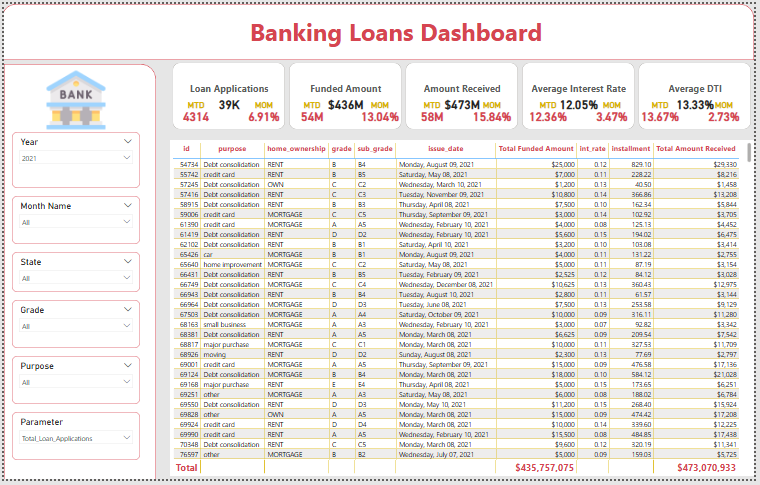 Banking Loans Dashboard
BANK
Loan Applications
MTD 39K MOM
4314 6.91%
Funded Amount
$436M MOM
54M 13.04%
Amount Received
MTD $473M MOM
58M 15.84%
Average Interest Rate
MTD 12.05% MOM
12.36% 3.47%
Average DTI
MTD 13.33% MOM
13.67% 2.73%
Year
2021
Month Name
All
State
All
Grade
All
Purpose
All
Parameter
Total_Loan_Applications
id purpose home_ownership grade sub_grade issue_date Total Funded Amount int_rate installment Total Amount Received
54734 Debt consolidation RENT B B4 Monday, August 09, 2021 $25,000 0.12 829.10 $29,330
55742 credit card RENT B B5 Saturday, May 08, 2021 $7,000 0.11 228.22 $8,216
57245 Debt consolidation OWN C C2 Wednesday, March 10, 2021 $1,200 0.13 40.50 $1,458
57416 Debt consolidation RENT C C3 Tuesday, November 09, 2021 $10,800 0.14 366.86 $13,208
58915 Debt consolidation RENT B B3 Thursday, April 08, 2021 $7,500 0.10 162.34 $5,844
59006 credit card MORTGAGE C C5 Thursday, September 09, 2021 $3,000 0.14 102.92 $3,705
61390 credit card MORTGAGE A A5 Wednesday, February 10, 2021 $4,000 0.08 125.13 $4,452
61419 Debt consolidation RENT D D2 Wednesday, February 10, 2021 $5,600 0.15 194.02 $6,475
62102 Debt consolidation RENT B B1 Saturday, April 10, 2021 $3,200 0.10 103.08 $3,414
65426 car MORTGAGE B B1 Monday, August 09, 2021 $4,000 0.11 131.22 $2,755
65640 home improvement MORTGAGE C C2 Saturday, May 08, 2021 $5,000 0.11 87.19 $3,154
66431 Debt consolidation RENT B B5 Tuesday, February 09, 2021 $2,525 0.12 84.12 $3,028
66749 Debt consolidation MORTGAGE C C4 Wednesday, December 08, 2021 $10,625 0.13 360.43 $12,975
66943 Debt consolidation RENT B B4 Tuesday, August 10, 2021 $2,800 0.11 61.57 $3,144
66964 Debt consolidation MORTGAGE D D3 Tuesday, June 08, 2021 $7,500 0.13 253.58 $9,129
67503 Debt consolidation MORTGAGE A A4 Saturday, October 09, 2021 $10,000 0.09 316.11 $11,280
68163 small business MORTGAGE A A3 Wednesday, February 10, 2021 $3,000 0.07 92.82 $3,342
68381 Debt consolidation RENT A A5 Monday, March 08, 2021 $6,625 0.09 209.54 $7,542
68817 major purchase MORTGAGE C C1 Monday, March 08, 2021 $10,000 0.11 327.53 $11,709
68926 moving RENT D D2 Sunday, August 08, 2021 $2,300 0.13 77.69 $2,797
69001 credit card MORTGAGE A A5 Thursday, September 09, 2021 $15,000 0.09 476.58 $17,136
69124 Debt consolidation MORTGAGE B B4 Monday, March 08, 2021 $18,000 0.10 584.12 $21,028
69168 major purchase RENT E E4 Thursday, April 08, 2021 $5,000 0.15 173.65 $6,251
69251 other MORTGAGE A A4 Saturday, May 08, 2021 $6,000 0.08 188.02 $6,784
69550 Debt consolidation RENT D D3 Monday, May 10, 2021 $11,200 0.15 268.40 $15,924
69828 other OWN A A5 Monday, March 08, 2021 $15,000 0.09 474.42 $17,208
69924 credit card RENT D D4 Monday, March 08, 2021 $10,000 0.14 339.60 $12,225
69990 credit card RENT A A5 Wednesday, February 10, 2021 $15,500 0.08 484.85 $17,438
70348 Debt consolidation RENT C C5 Monday, March 08, 2021 $9,600 0.12 320.19 $11,341
76597 other MORTGAGE B B2 Wednesday, July 07, 2021 $5,000 0.09 159.03 $5,725
Total $435,757,075 $473,070,933